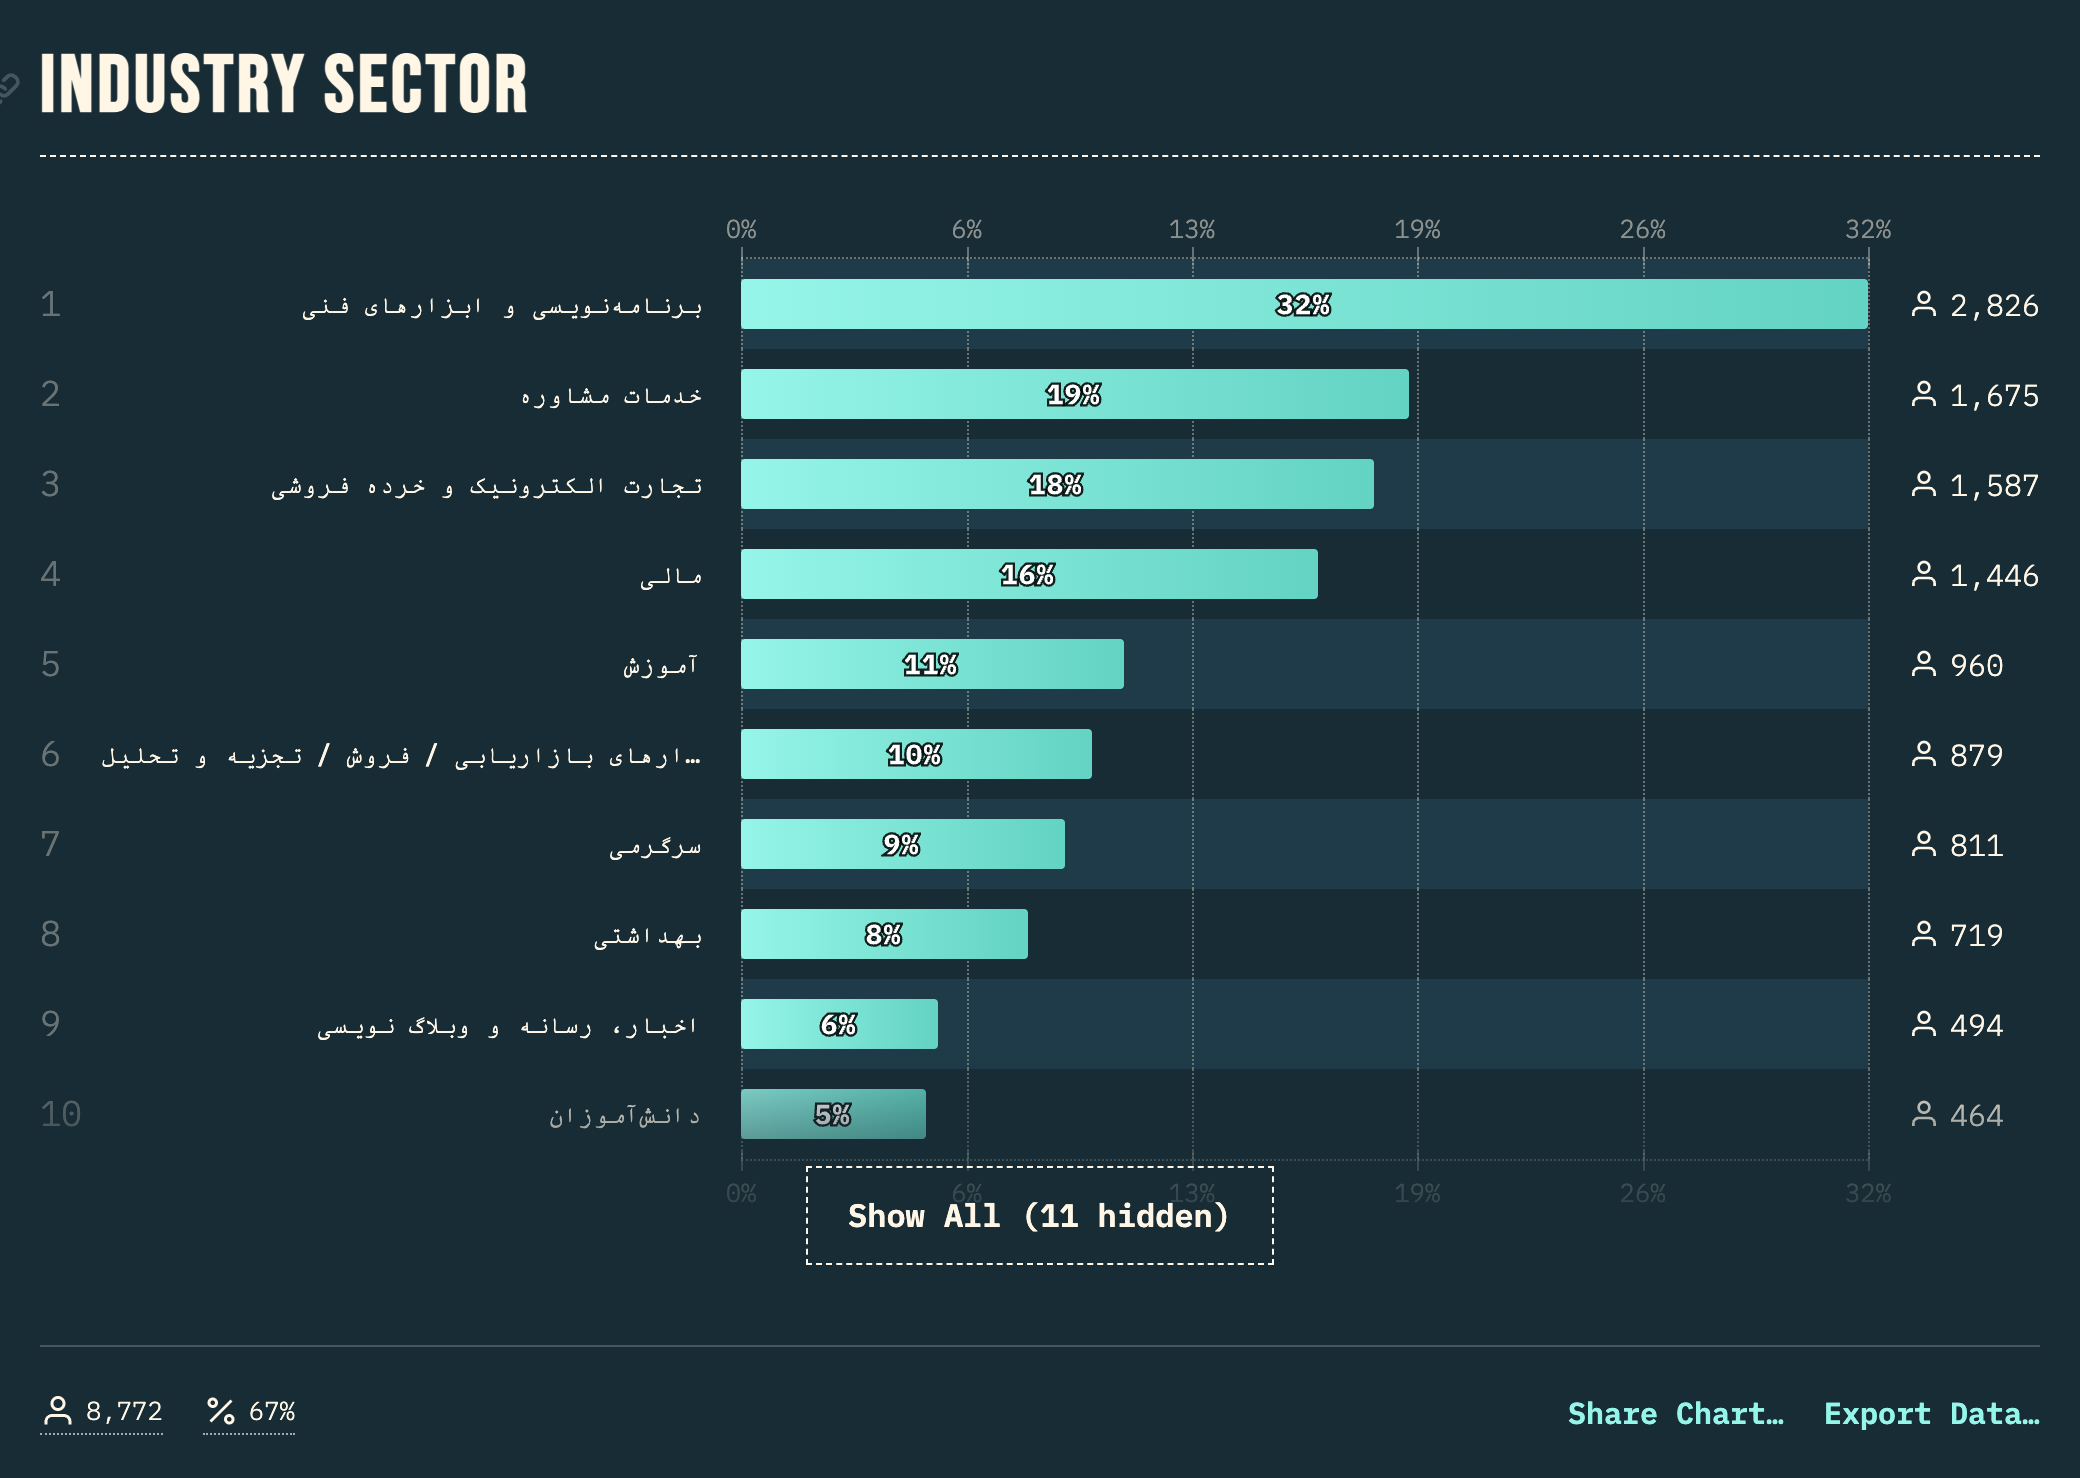 INDUSTRY SECTOR
0% 6% 13% 19% 26% 32%
1 برنامه‌نویسی و ابزارهای فنی 32% 2,826
2 خدمات مشاوره 19% 1,675
3 تجارت الکترونیک و خرده فروشی 18% 1,587
4 مالی 16% 1,446
5 آموزش 11% 960
6 …ارهای بازاریابی / فروش / تجزیه و تحلیل 10% 879
7 سرگرمی 9% 811
8 بهداشتی 8% 719
9 اخبار، رسانه و وبلاگ نویسی 6% 494
10 دانش‌آموزان 5% 464
0% 6% 13% 19% 26% 32%
Show All (11 hidden)
8,772 67% Share Chart… Export Data…